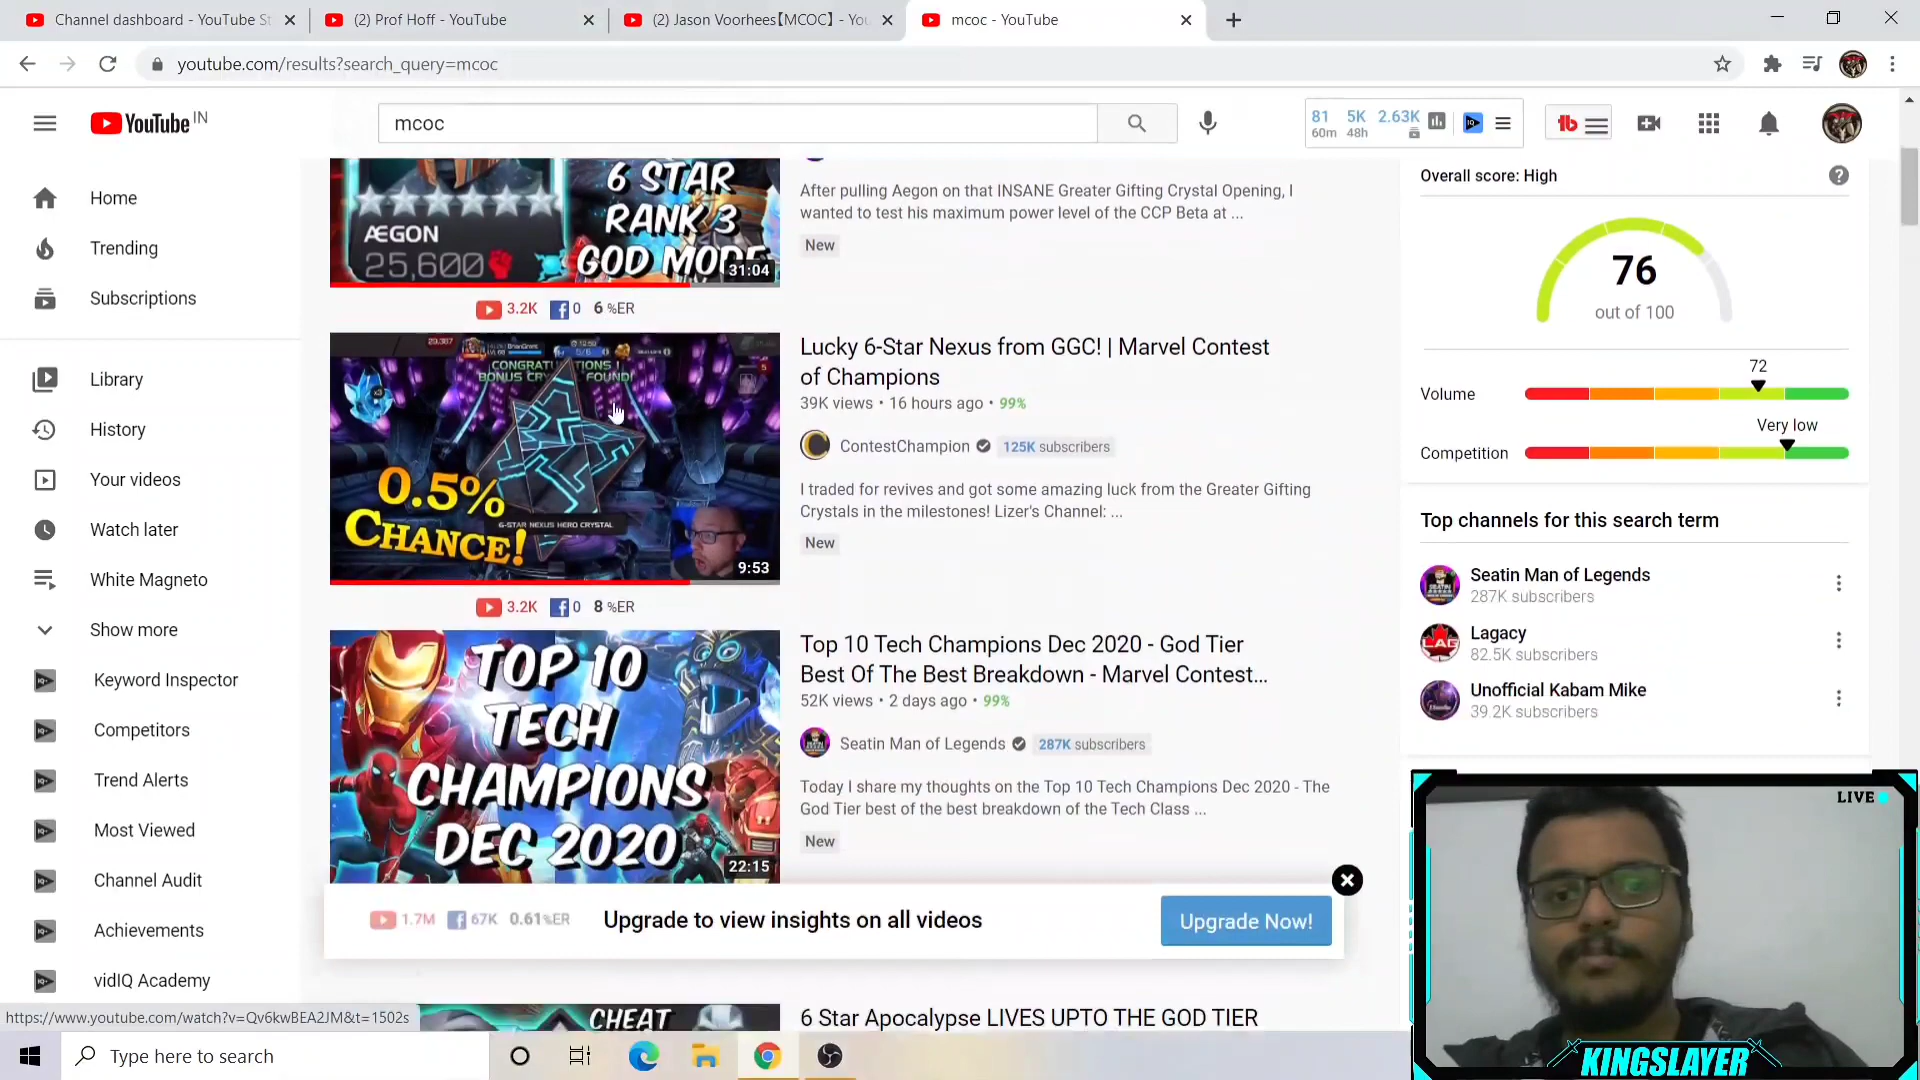 Channel dashboard - YouTube St
(2) Prof Hoff - YouTube
(2) Jason Voorhees【MCOC】 - You
mcoc - YouTube
youtube.com/results?search_query=mcoc
YouTube IN
mcoc
81 5K 2.63K
60m 48h
Home
Trending
Subscriptions
Library
History
Your videos
Watch later
White Magneto
Show more
Keyword Inspector
Competitors
Trend Alerts
Most Viewed
Channel Audit
Achievements
vidIQ Academy
6 STAR
RANK 3
GOD MODE
ÆGON
25,600
31:04
After pulling Aegon on that INSANE Greater Gifting Crystal Opening, I
wanted to test his maximum power level of the CCP Beta at ...
New
3.2K 0 6 %ER
CONGRATULATIONS!
BONUS CRYSTAL FOUND!
0.5%
CHANCE!
6-STAR NEXUS HERO CRYSTAL
9:53
Lucky 6-Star Nexus from GGC! | Marvel Contest
of Champions
39K views • 16 hours ago • 99%
ContestChampion 125K subscribers
I traded for revives and got some amazing luck from the Greater Gifting
Crystals in the milestones! Lizer's Channel: ...
New
3.2K 0 8 %ER
TOP 10
TECH
CHAMPIONS
DEC 2020
22:15
Top 10 Tech Champions Dec 2020 - God Tier
Best Of The Best Breakdown - Marvel Contest...
52K views • 2 days ago • 99%
Seatin Man of Legends 287K subscribers
Today I share my thoughts on the Top 10 Tech Champions Dec 2020 - The
God Tier best of the best breakdown of the Tech Class ...
New
1.7M 67K 0.61%ER Upgrade to view insights on all videos Upgrade Now!
CHEAT
6 Star Apocalypse LIVES UPTO THE GOD TIER
Overall score: High
76
out of 100
72
Volume
Very low
Competition
Top channels for this search term
Seatin Man of Legends
287K subscribers
Lagacy
82.5K subscribers
Unofficial Kabam Mike
39.2K subscribers
LIVE
KINGSLAYER
https://www.youtube.com/watch?v=Qv6kwBEA2JM&t=1502s
Type here to search